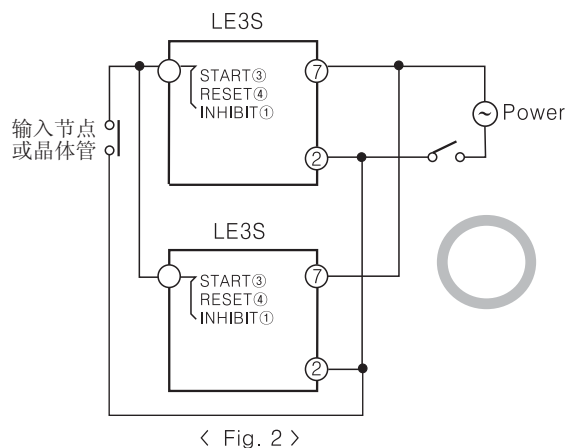 LE3S
START③
RESET④
INHIBIT①
⑦
②
Power
输入节点
或晶体管
LE3S
START③
RESET④
INHIBIT①
⑦
②
< Fig. 2 >